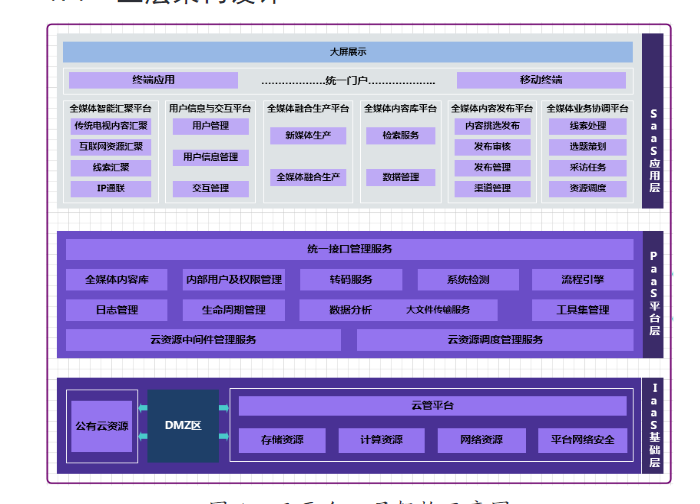 大屏展示
终端应用
....................统一门户....................
移动终端
全媒体智能汇聚平台
传统电视内容汇聚
互联网资源汇聚
线索汇聚
IP通联
用户信息与交互平台
用户管理
用户信息管理
交互管理
全媒体融合生产平台
新媒体生产
全媒体融合生产
全媒体内容库平台
检索服务
数据管理
全媒体内容发布平台
内容挑选发布
发布审核
发布管理
渠道管理
全媒体业务协调平台
线索处理
选题策划
采访任务
资源调度
SaaS应用层
统一接口管理服务
全媒体内容库
内部用户及权限管理
转码服务
系统检测
流程引擎
日志管理
生命周期管理
数据分析
大文件传输服务
工具集管理
云资源中间件管理服务
云资源调度管理服务
PaaS平台层
公有云资源
DMZ区
云管平台
存储资源
计算资源
网络资源
平台网络安全
IaaS基础层